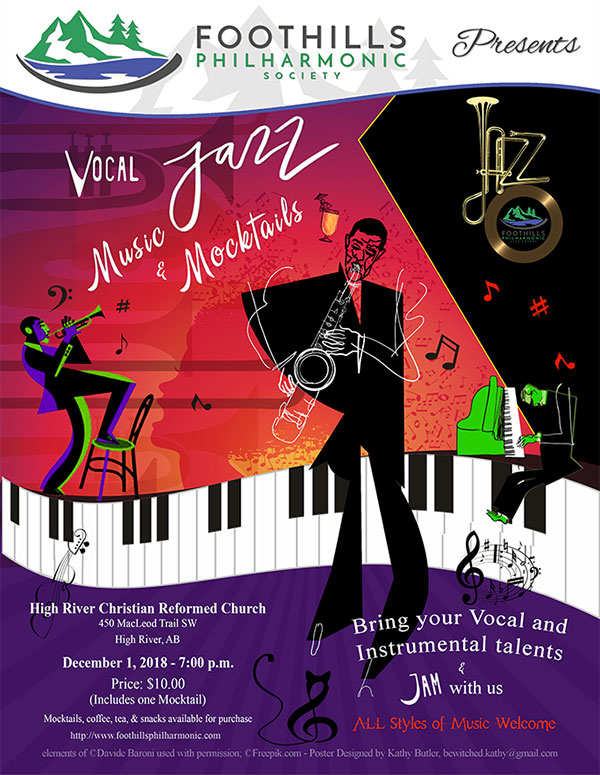 FOOTHILLS
PHILHARMONIC
SOCIETY
Presents
JAZZ
FOOTHILLS
PHILHARMONIC
Vocal Jazz
Music
& Mocktails
High River Christian Reformed Church
450 MacLeod Trail SW
High River, AB
December 1, 2018 - 7:00 p.m.
Price: $10.00
(Includes one Mocktail)
Mocktails, coffee, tea, & snacks available for purchase
http://www.foothillsphilharmonic.com
Bring your Vocal and
Instrumental talents
&
JAM with us
ALL Styles of Music Welcome
elements of ©Davide Baroni used with permission; ©Freepik.com - Poster Designed by Kathy Butler, bewitched.kathy@gmail.com